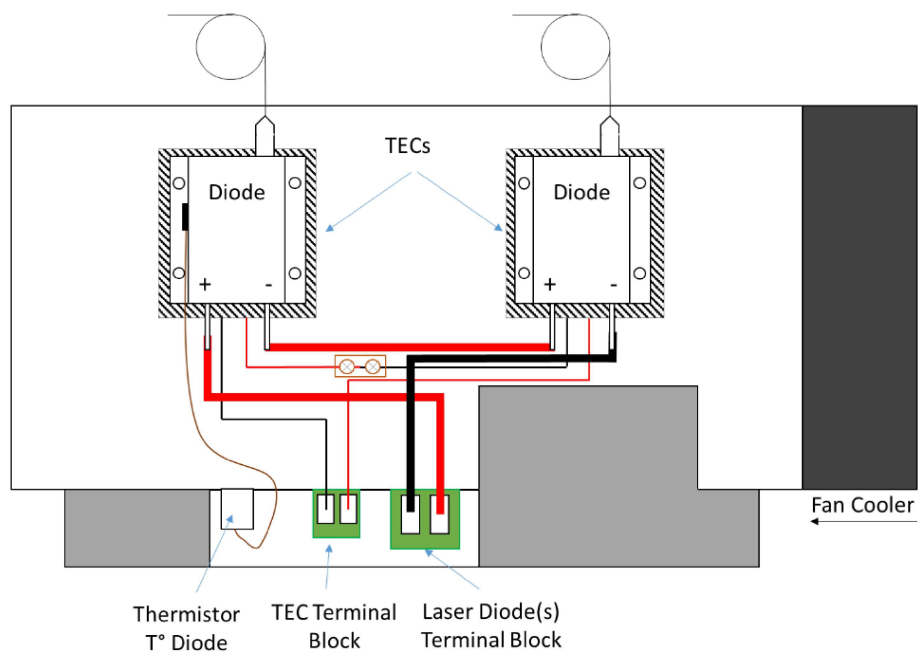 TECs
Diode
Diode
+
-
+
-
Fan Cooler
Thermistor
T° Diode
TEC Terminal
Block
Laser Diode(s)
Terminal Block